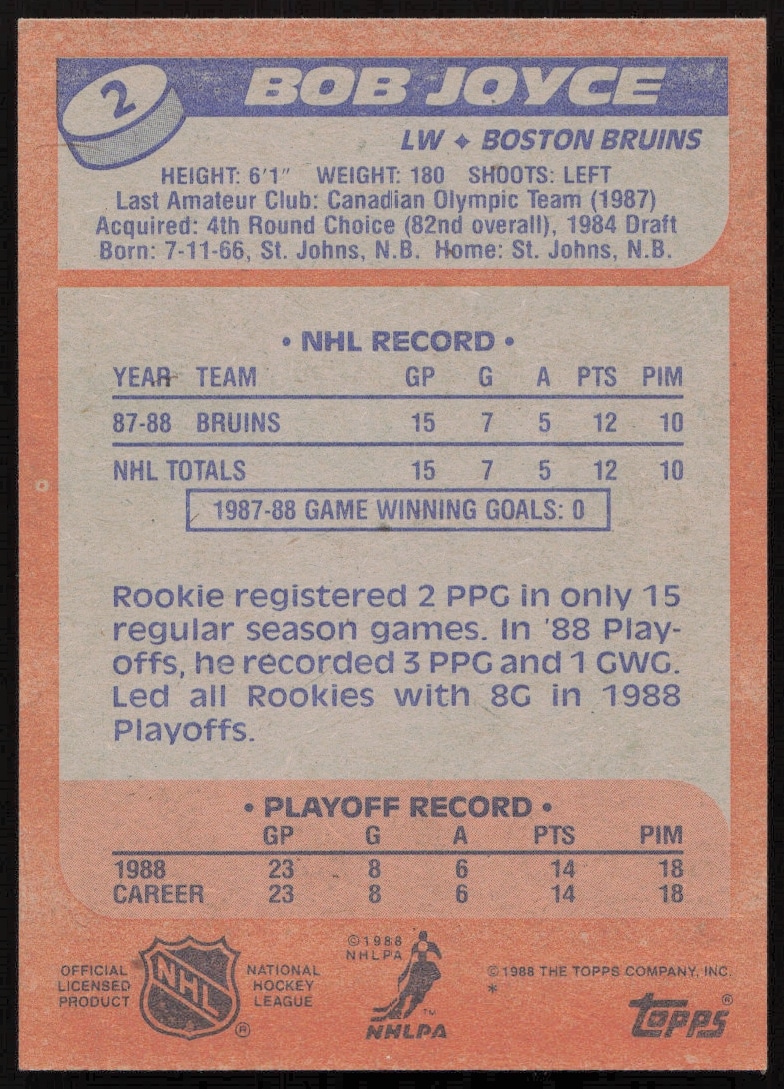 2
BOB JOYCE
LW ✦ BOSTON BRUINS
HEIGHT: 6'1" WEIGHT: 180 SHOOTS: LEFT
Last Amateur Club: Canadian Olympic Team (1987)
Acquired: 4th Round Choice (82nd overall), 1984 Draft
Born: 7-11-66, St. Johns, N.B. Home: St. Johns, N.B.
• NHL RECORD •
YEAR TEAM GP G A PTS PIM
87-88 BRUINS 15 7 5 12 10
NHL TOTALS 15 7 5 12 10
1987-88 GAME WINNING GOALS: 0
Rookie registered 2 PPG in only 15
regular season games. In '88 Play-
offs, he recorded 3 PPG and 1 GWG.
Led all Rookies with 8G in 1988
Playoffs.
• PLAYOFF RECORD •
GP G A PTS PIM
1988 23 8 6 14 18
CAREER 23 8 6 14 18
OFFICIAL
LICENSED
PRODUCT
NHL
®
NATIONAL
HOCKEY
LEAGUE
©1988
NHLPA
™
NHLPA
©1988 THE TOPPS COMPANY, INC.
*
topps®